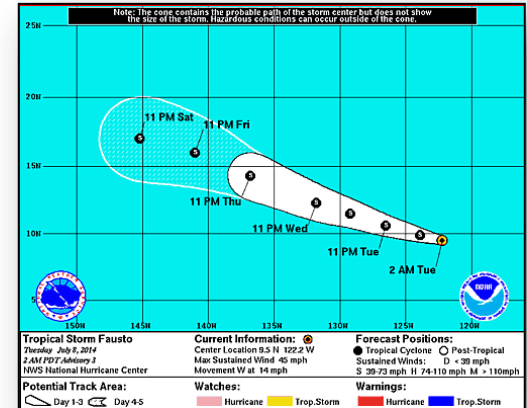 Note: The cone contains the probable path of the storm center but does not show
the size of the storm. Hazardous conditions can occur outside of the cone.
25N
20N
11 PM Sat
11 PM Fri
15N
11 PM Thu
11 PM Wed
10N
11 PM Tue
2 AM Tue
5
NOAA
150W 145W 140W 135W 130W 125W 120W
Tropical Storm Fausto
Tuesday July 8, 2014
2 AM PDT Advisory 3
NWS National Hurricane Center
Current Information:
Center Location 9.5 N 122.2 W
Max Sustained Wind 45 mph
Movement W at 14 mph
Forecast Positions:
Tropical Cyclone Post-Tropical
Sustained Winds: D < 39 mph
S 39-73 mph H 74-110 mph M > 110mph
Potential Track Area:
Day 1-3 Day 4-5
Watches:
Hurricane Trop.Storm
Warnings:
Hurricane Trop.Storm